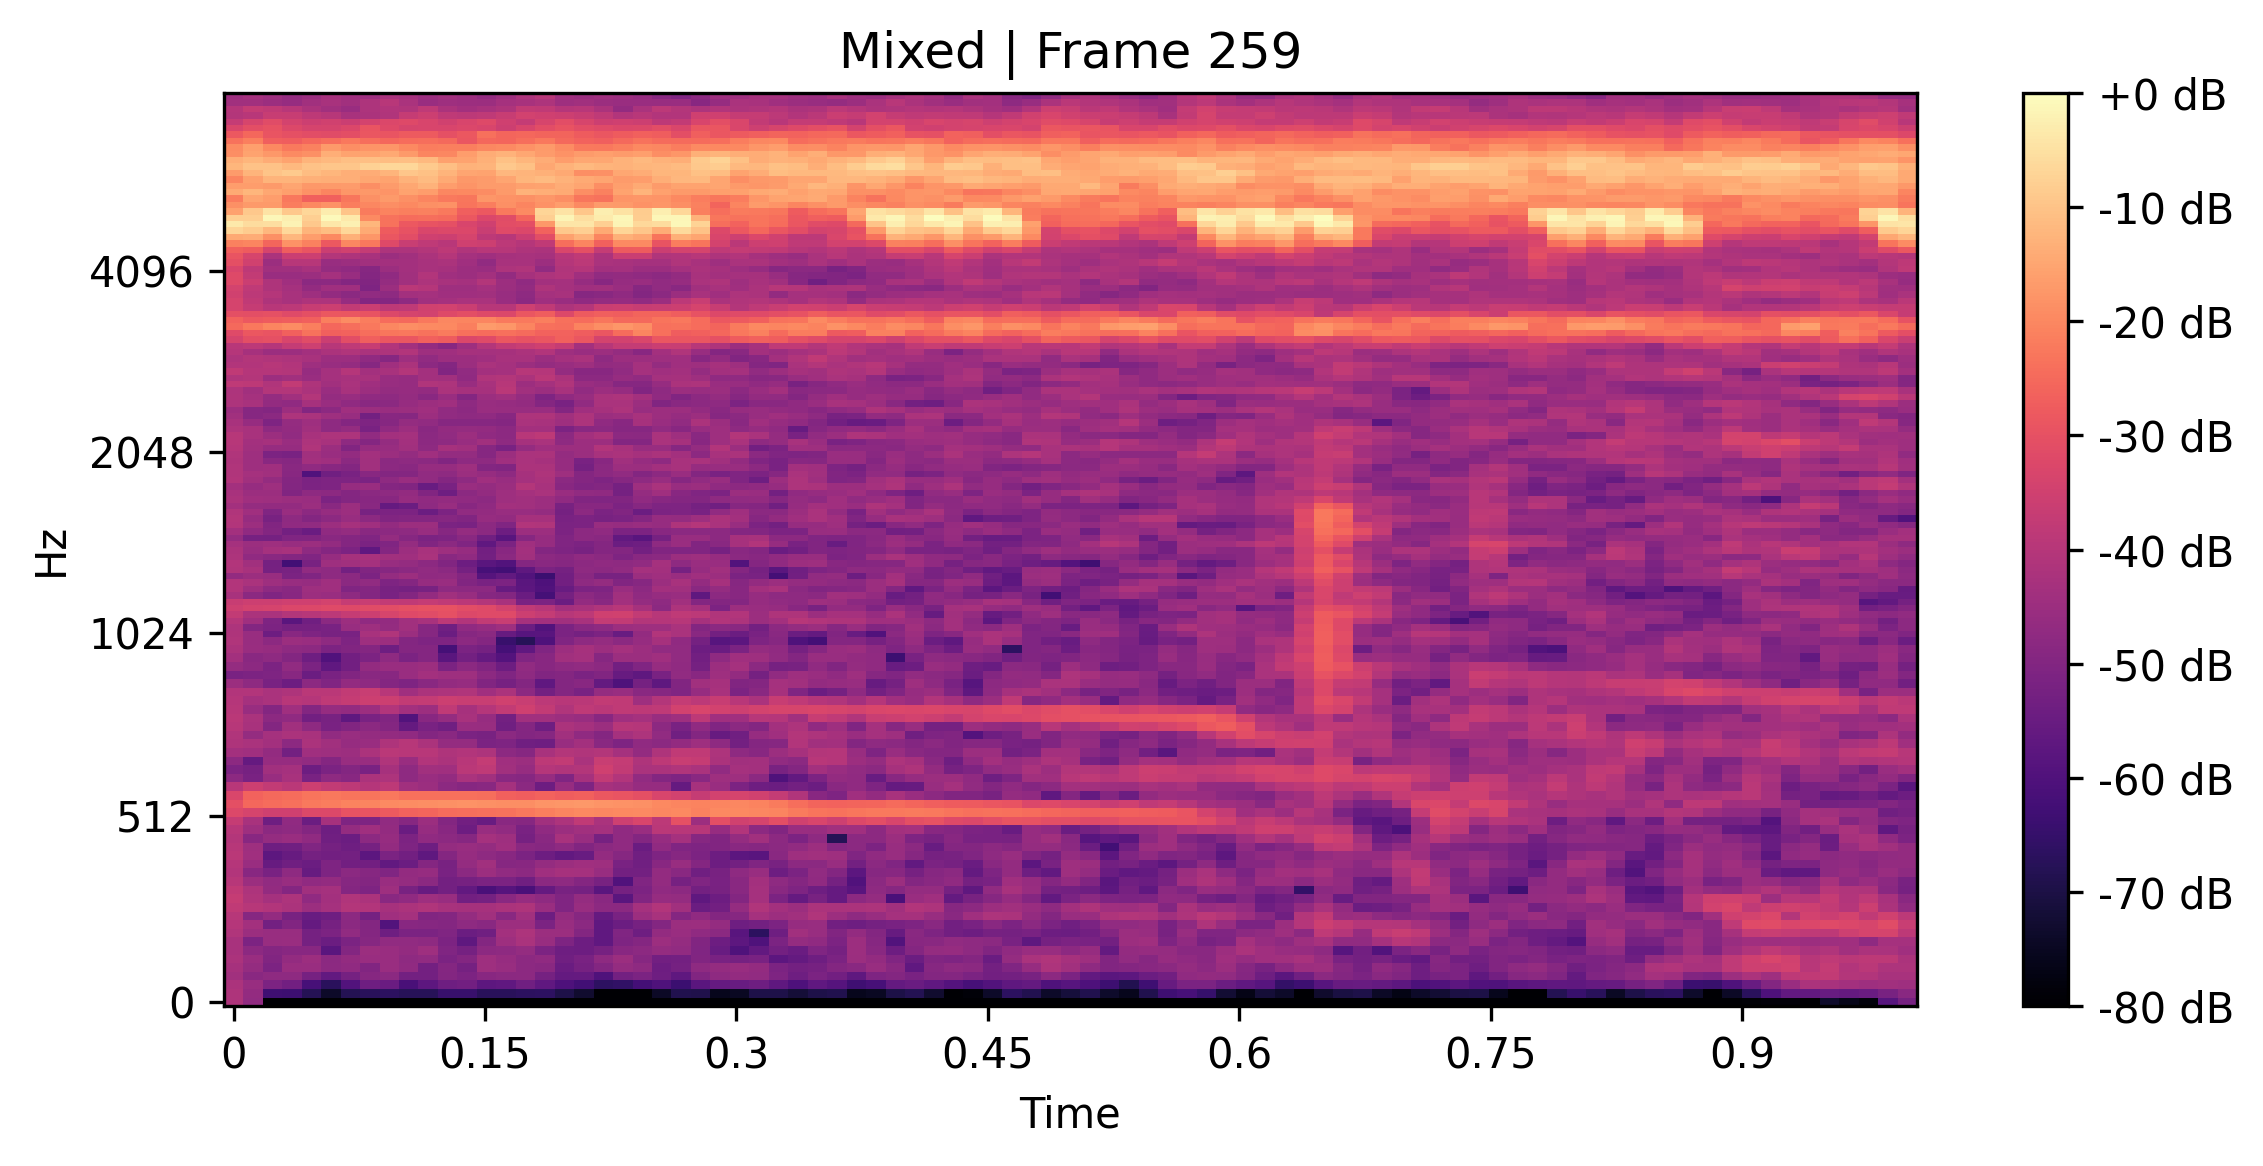 Mixed | Frame 259
+0 dB
-10 dB
-20 dB
-30 dB
-40 dB
-50 dB
-60 dB
-70 dB
-80 dB
Hz
4096
2048
1024
512
0
0 0.15 0.3 0.45 0.6 0.75 0.9
Time